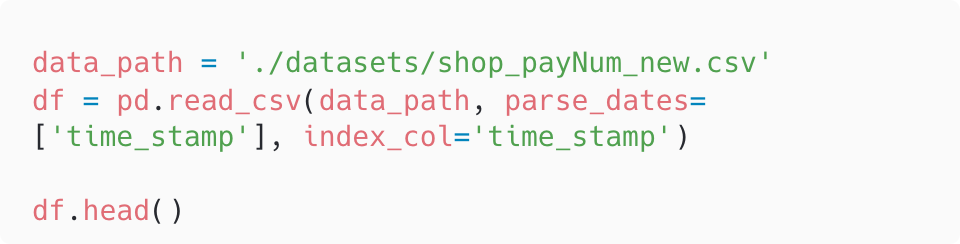 data_path = './datasets/shop_payNum_new.csv'
df = pd.read_csv(data_path, parse_dates=
['time_stamp'], index_col='time_stamp')
df.head()